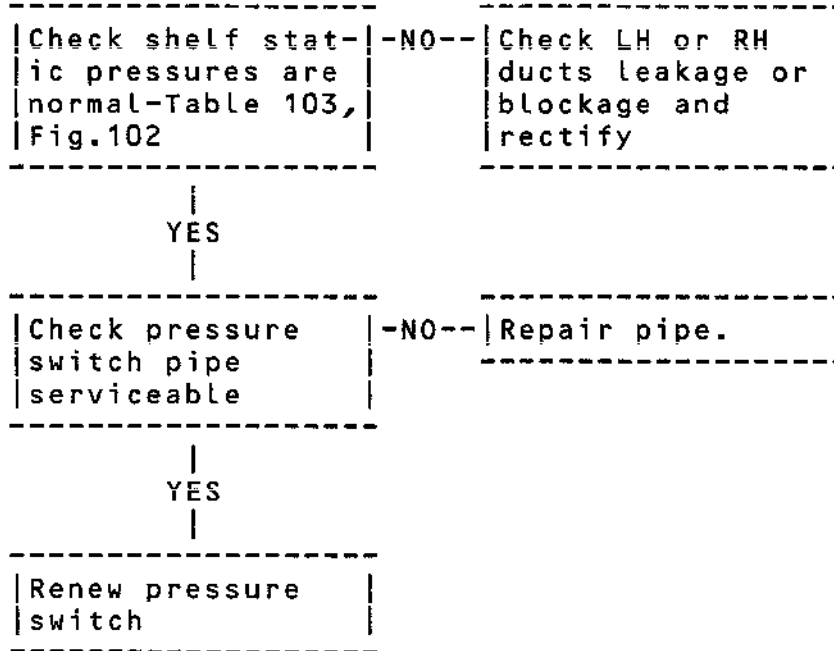 Check shelf stat- -NO-- Check LH or RH
ic pressures are ducts leakage or
normal-Table 103, blockage and
Fig.102 rectify
YES
Check pressure -NO-- Repair pipe.
switch pipe
serviceable
YES
Renew pressure
switch